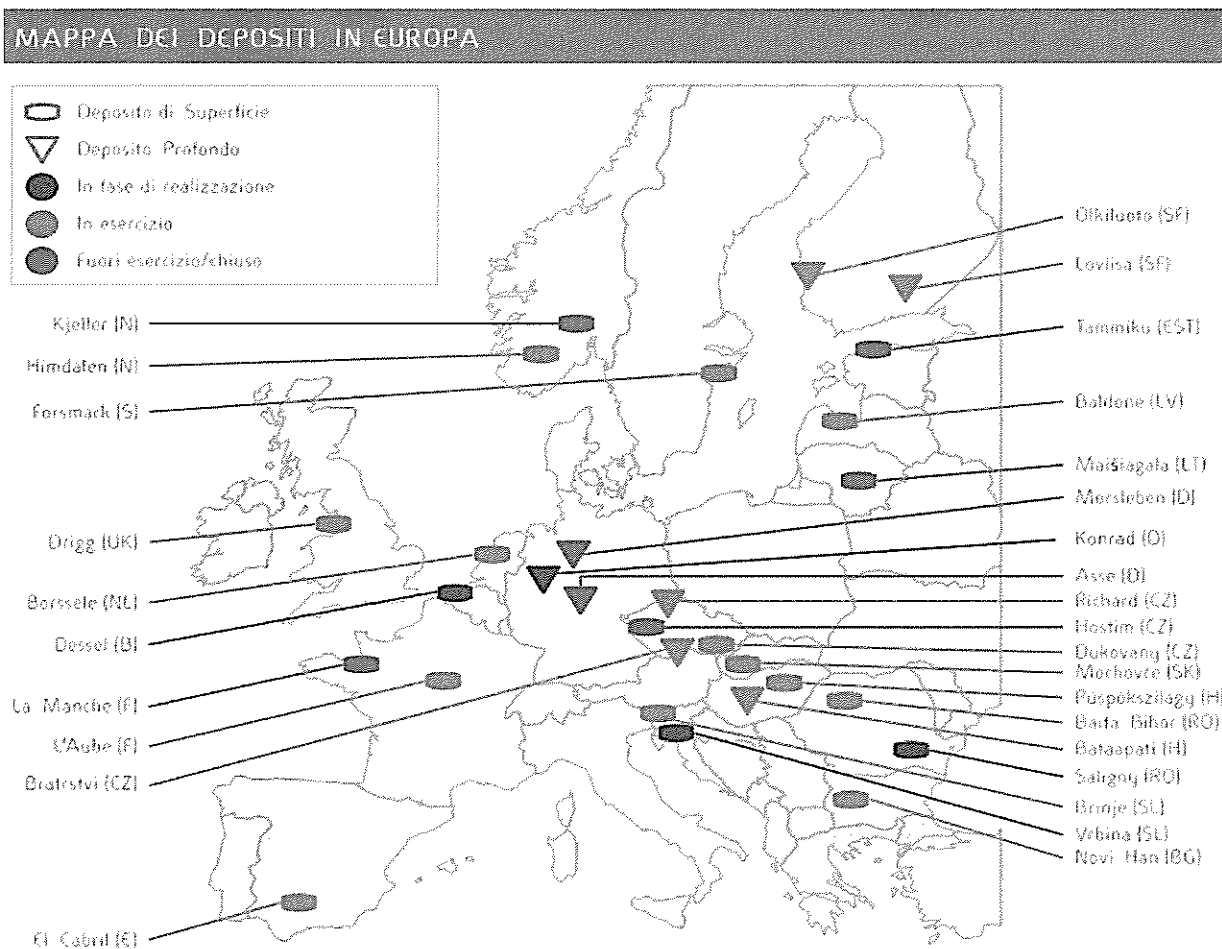 MAPPA DEI DEPOSITI IN EUROPA
Deposito di Superficie
Deposito Profondo
In fase di realizzazione
In esercizio
Fuori esercizio/chiuso
Kjeller (N)
Himdalen (N)
Forsmack (S)
Drigg (UK)
Borssele (NL)
Dessel (B)
La Manche (F)
L'Aube (F)
Bratrstvi (CZ)
El Cabril (E)
Olkiluoto (SF)
Loviisa (SF)
Tammiku (EST)
Baldone (LV)
Maišiagala (LT)
Morsleben (D)
Konrad (D)
Asse (D)
Richard (CZ)
Hostim (CZ)
Dukovany (CZ)
Mochovce (SK)
Püspökszilágy (H)
Baita Bihor (RO)
Bataapati (H)
Saligny (RO)
Brinje (SL)
Vrbina (SL)
Novi Han (BG)